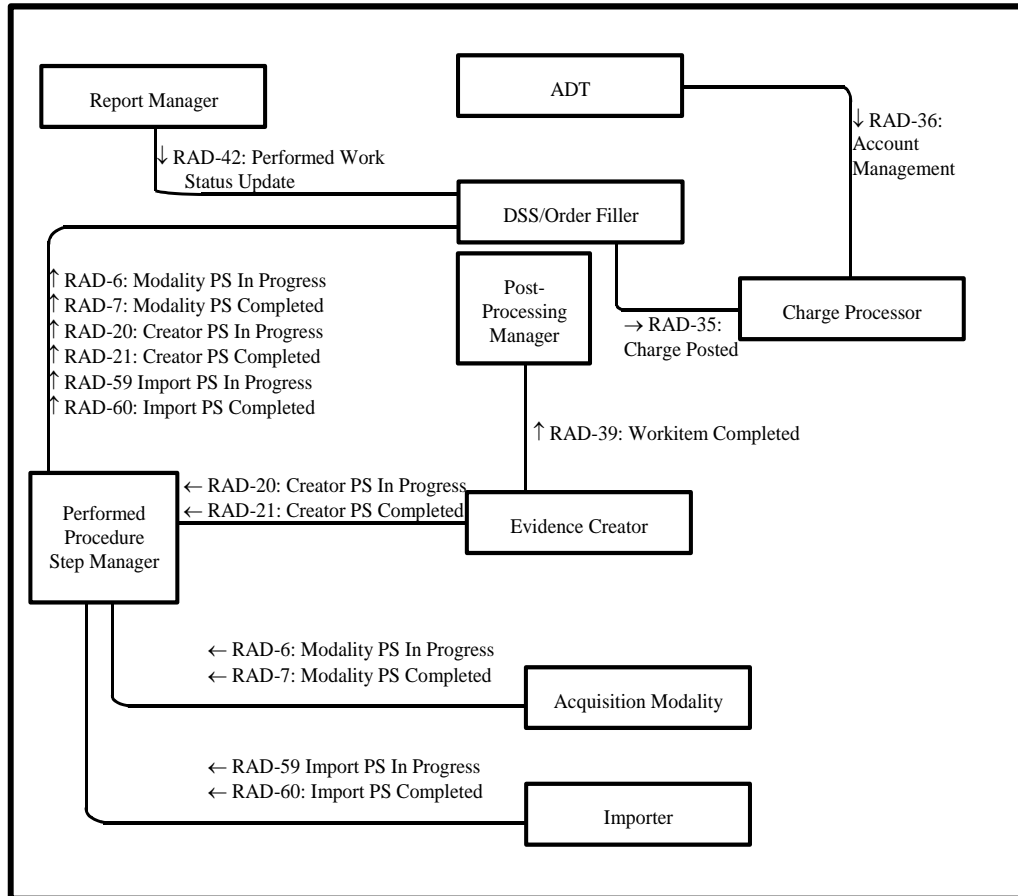 Report Manager
ADT
↓ RAD-42: Performed Work
Status Update
↓ RAD-36:
Account
Management
DSS/Order Filler
↑ RAD-6: Modality PS In Progress
↑ RAD-7: Modality PS Completed
↑ RAD-20: Creator PS In Progress
↑ RAD-21: Creator PS Completed
↑ RAD-59 Import PS In Progress
↑ RAD-60: Import PS Completed
Post-
Processing
Manager
→ RAD-35:
Charge Posted
Charge Processor
↑ RAD-39: Workitem Completed
Performed
Procedure
Step Manager
← RAD-20: Creator PS In Progress
← RAD-21: Creator PS Completed
Evidence Creator
← RAD-6: Modality PS In Progress
← RAD-7: Modality PS Completed
Acquisition Modality
← RAD-59 Import PS In Progress
← RAD-60: Import PS Completed
Importer